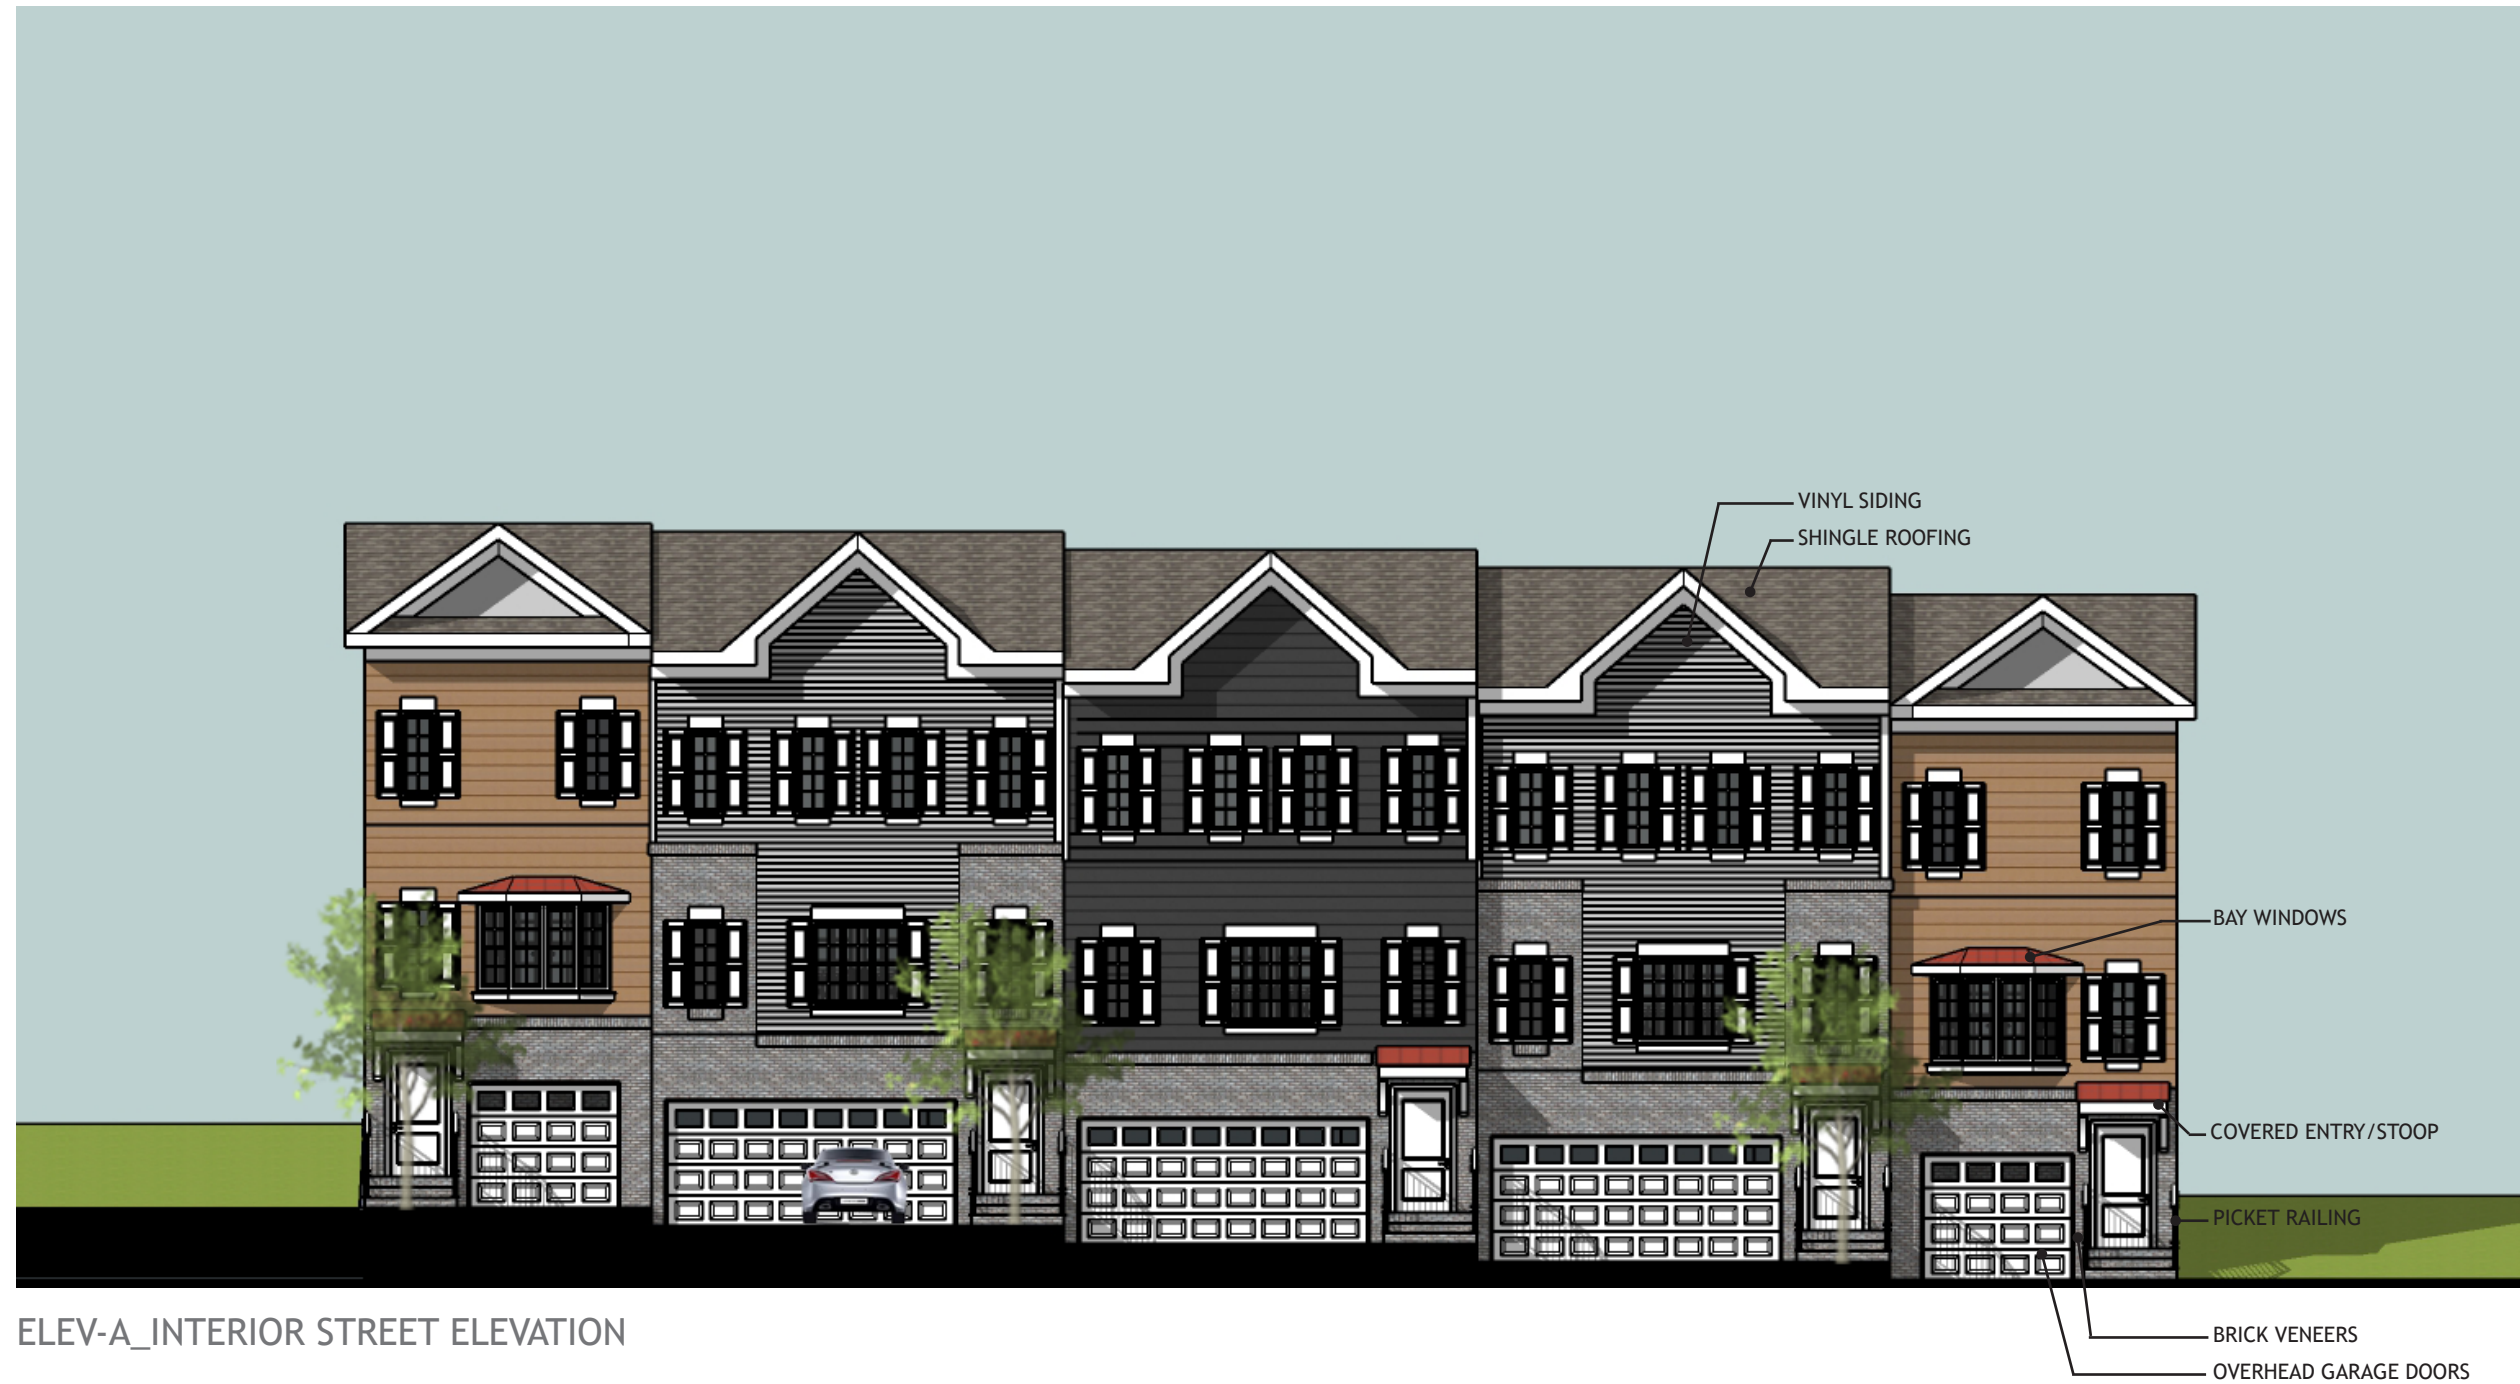 VINYL SIDING
SHINGLE ROOFING
BAY WINDOWS
COVERED ENTRY/STOOP
PICKET RAILING
BRICK VENEERS
OVERHEAD GARAGE DOORS
ELEV-A_INTERIOR STREET ELEVATION